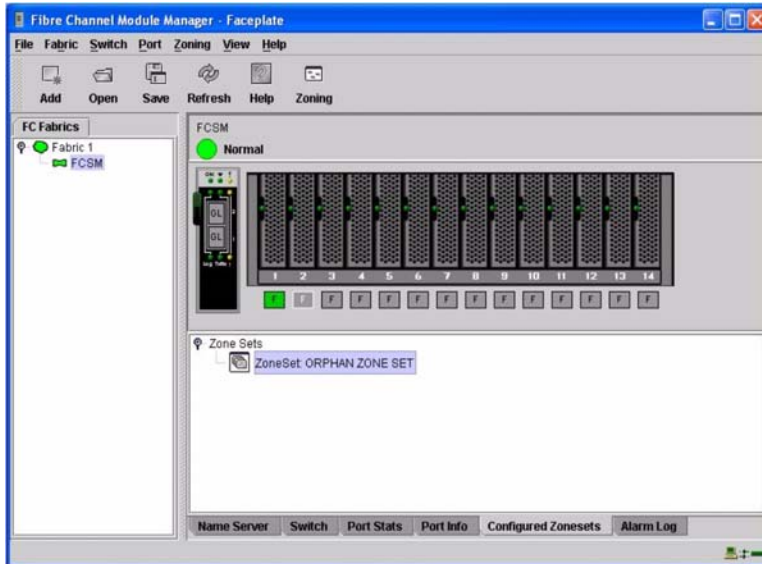 Fibre Channel Module Manager - Faceplate
File Fabric Switch Port Zoning View Help
Add Open Save Refresh Help Zoning
FC Fabrics
Fabric 1
FCSM
FCSM
Normal
GL
GL
1 2 3 4 5 6 7 8 9 10 11 12 13 14
F F F F F F F F F F F F F F
Zone Sets
ZoneSet: ORPHAN ZONE SET
Name Server Switch Port Stats Port Info Configured Zonesets Alarm Log